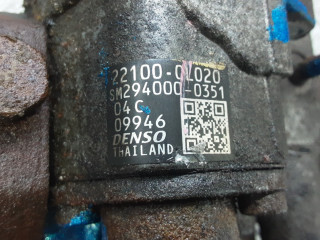 22100-0L020
SM294000-0351
04C
09946
DENSO
THAILAND